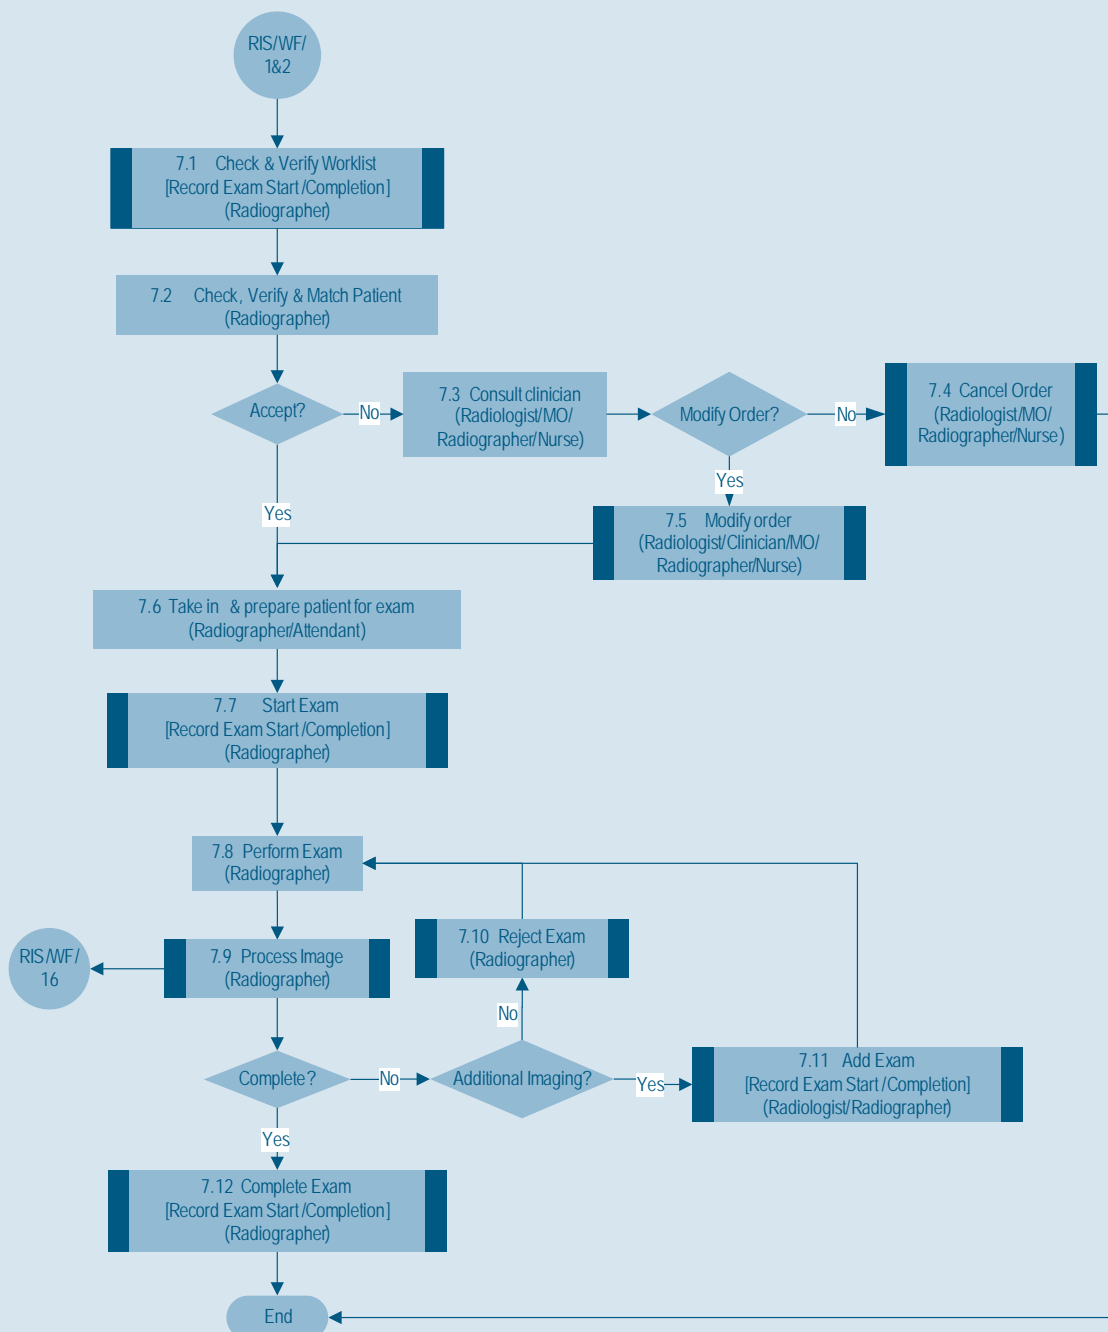 RIS/WF/
1&2
7.1 Check & Verify Worklist
[Record Exam Start/Completion]
(Radiographer)
7.2 Check, Verify & Match Patient
(Radiographer)
Accept?
No
7.3 Consult clinician
(Radiologist/MO/
Radiographer/Nurse)
Modify Order?
No
7.4 Cancel Order
(Radiologist/MO/
Radiographer/Nurse)
Yes
Yes
7.5 Modify order
(Radiologist/Clinician/MO/
Radiographer/Nurse)
7.6 Take in & prepare patient for exam
(Radiographer/Attendant)
7.7 Start Exam
[Record Exam Start/Completion]
(Radiographer)
7.8 Perform Exam
(Radiographer)
7.10 Reject Exam
(Radiographer)
RIS/WF/
16
7.9 Process Image
(Radiographer)
No
Complete?
No
Additional Imaging?
Yes
7.11 Add Exam
[Record Exam Start/Completion]
(Radiologist/Radiographer)
Yes
7.12 Complete Exam
[Record Exam Start/Completion]
(Radiographer)
End